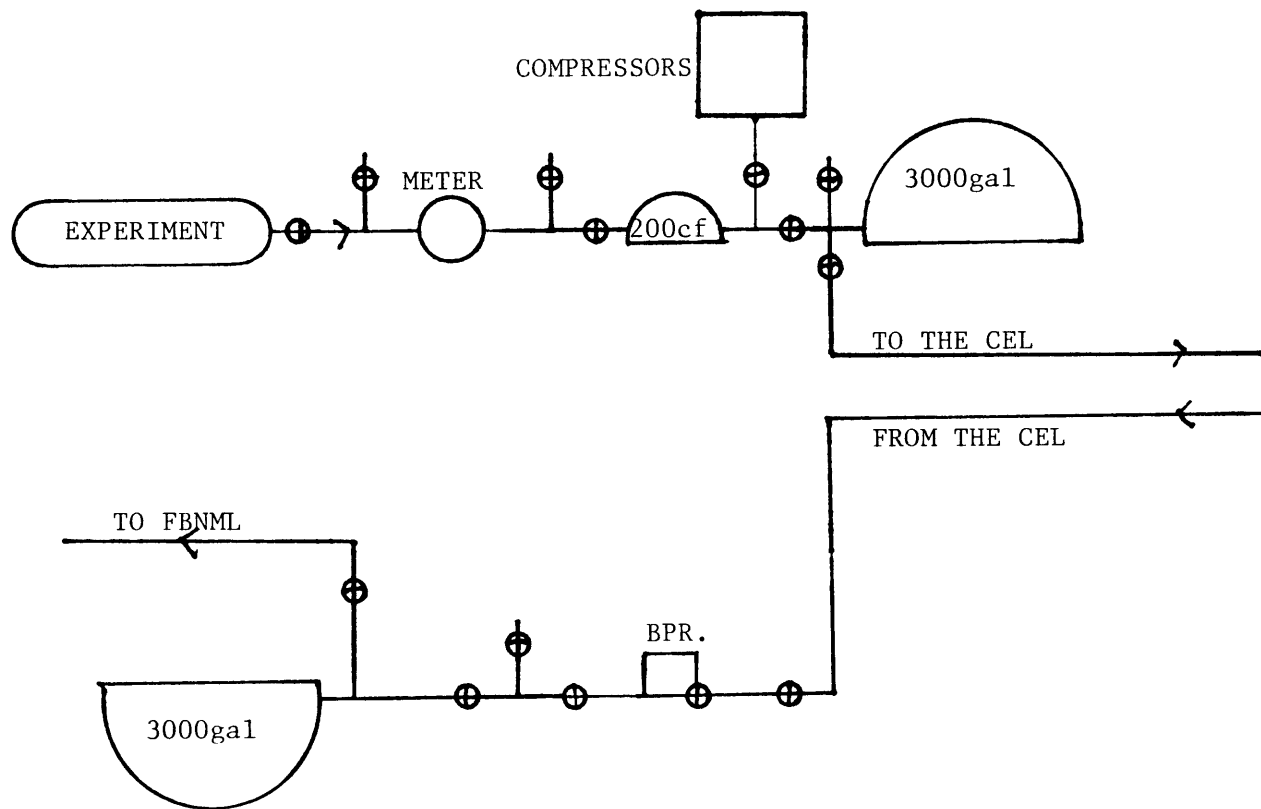 COMPRESSORS
3000gal
METER
EXPERIMENT
200cf
TO THE CEL
FROM THE CEL
TO FBNML
BPR.
3000gal